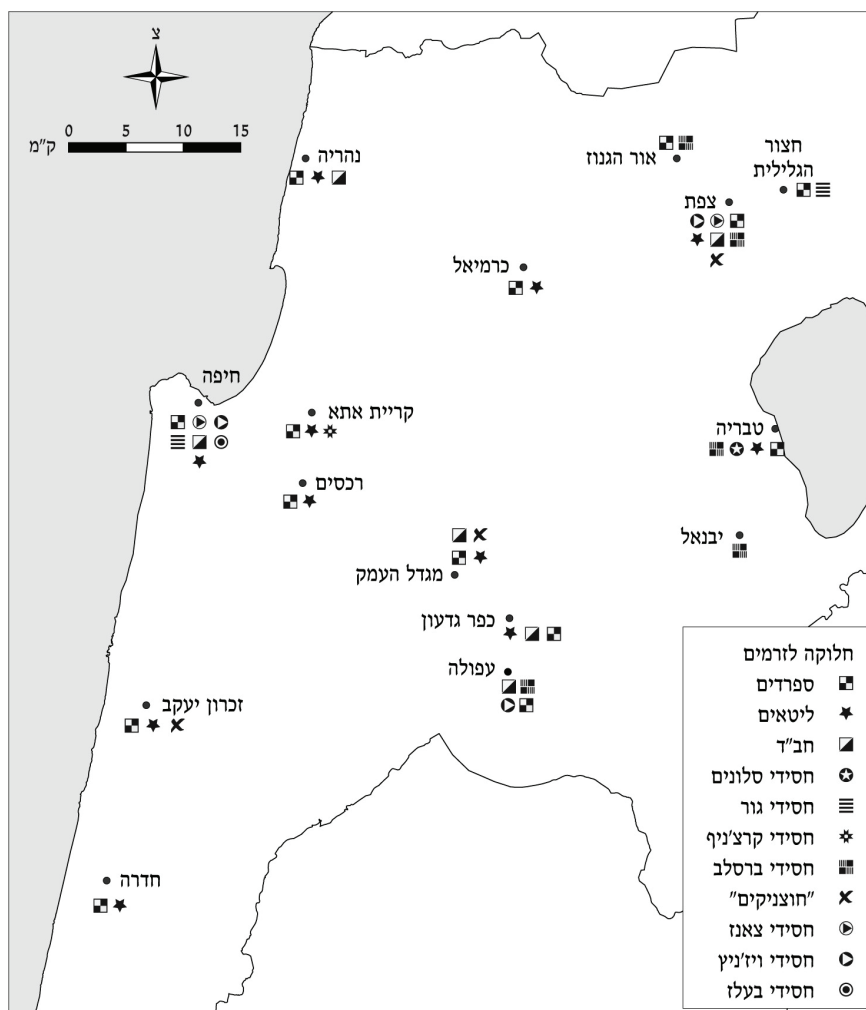 צ
0 5 10 15
ק"מ
נהריה
אור הגנוז
חצור
הגלילית
צפת
כרמיאל
חיפה
קריית אתא
טבריה
רכסים
יבנאל
מגדל העמק
כפר גדעון
עפולה
זכרון יעקב
חדרה
חלוקה לזרמים
ספרדים
ליטאים
חב"ד
חסידי סלונים
חסידי גור
חסידי קרצ'ניף
חסידי ברסלב
"חוצניקים"
חסידי צאנז
חסידי ויז'ניץ
חסידי בעלז